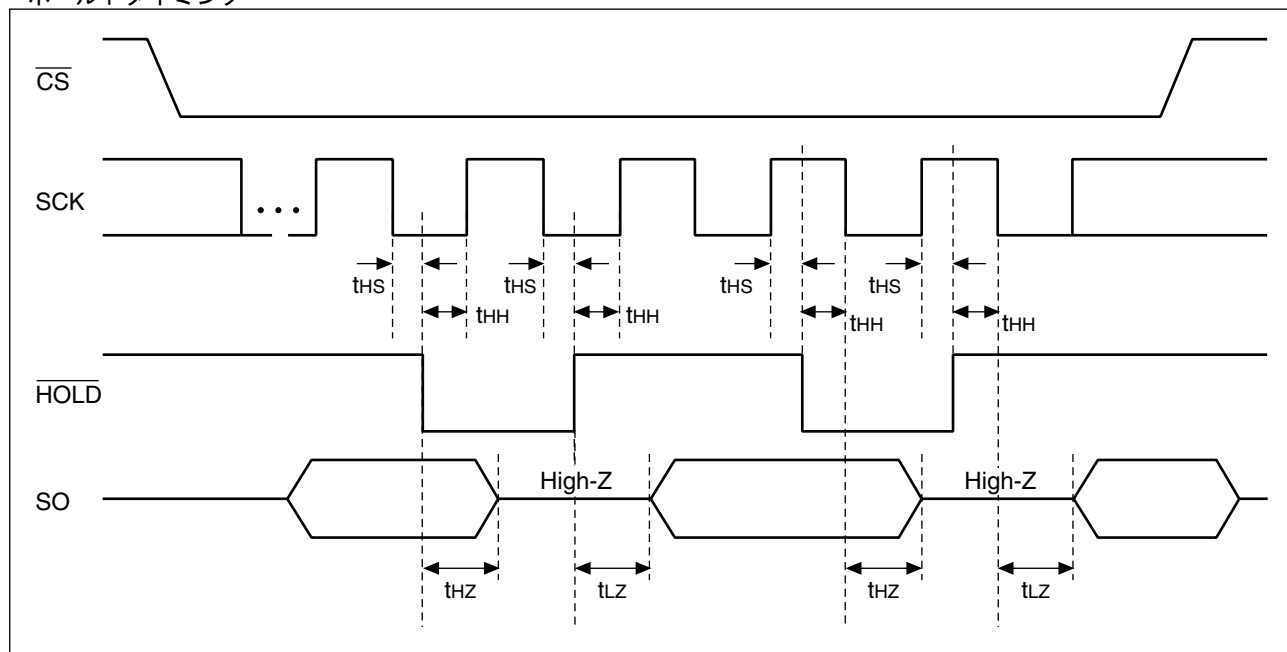 CS
SCK
• • •
tHS tHS tHS tHS
tHH tHH tHH tHH
HOLD
High-Z High-Z
SO
tHZ tLZ tHZ tLZ